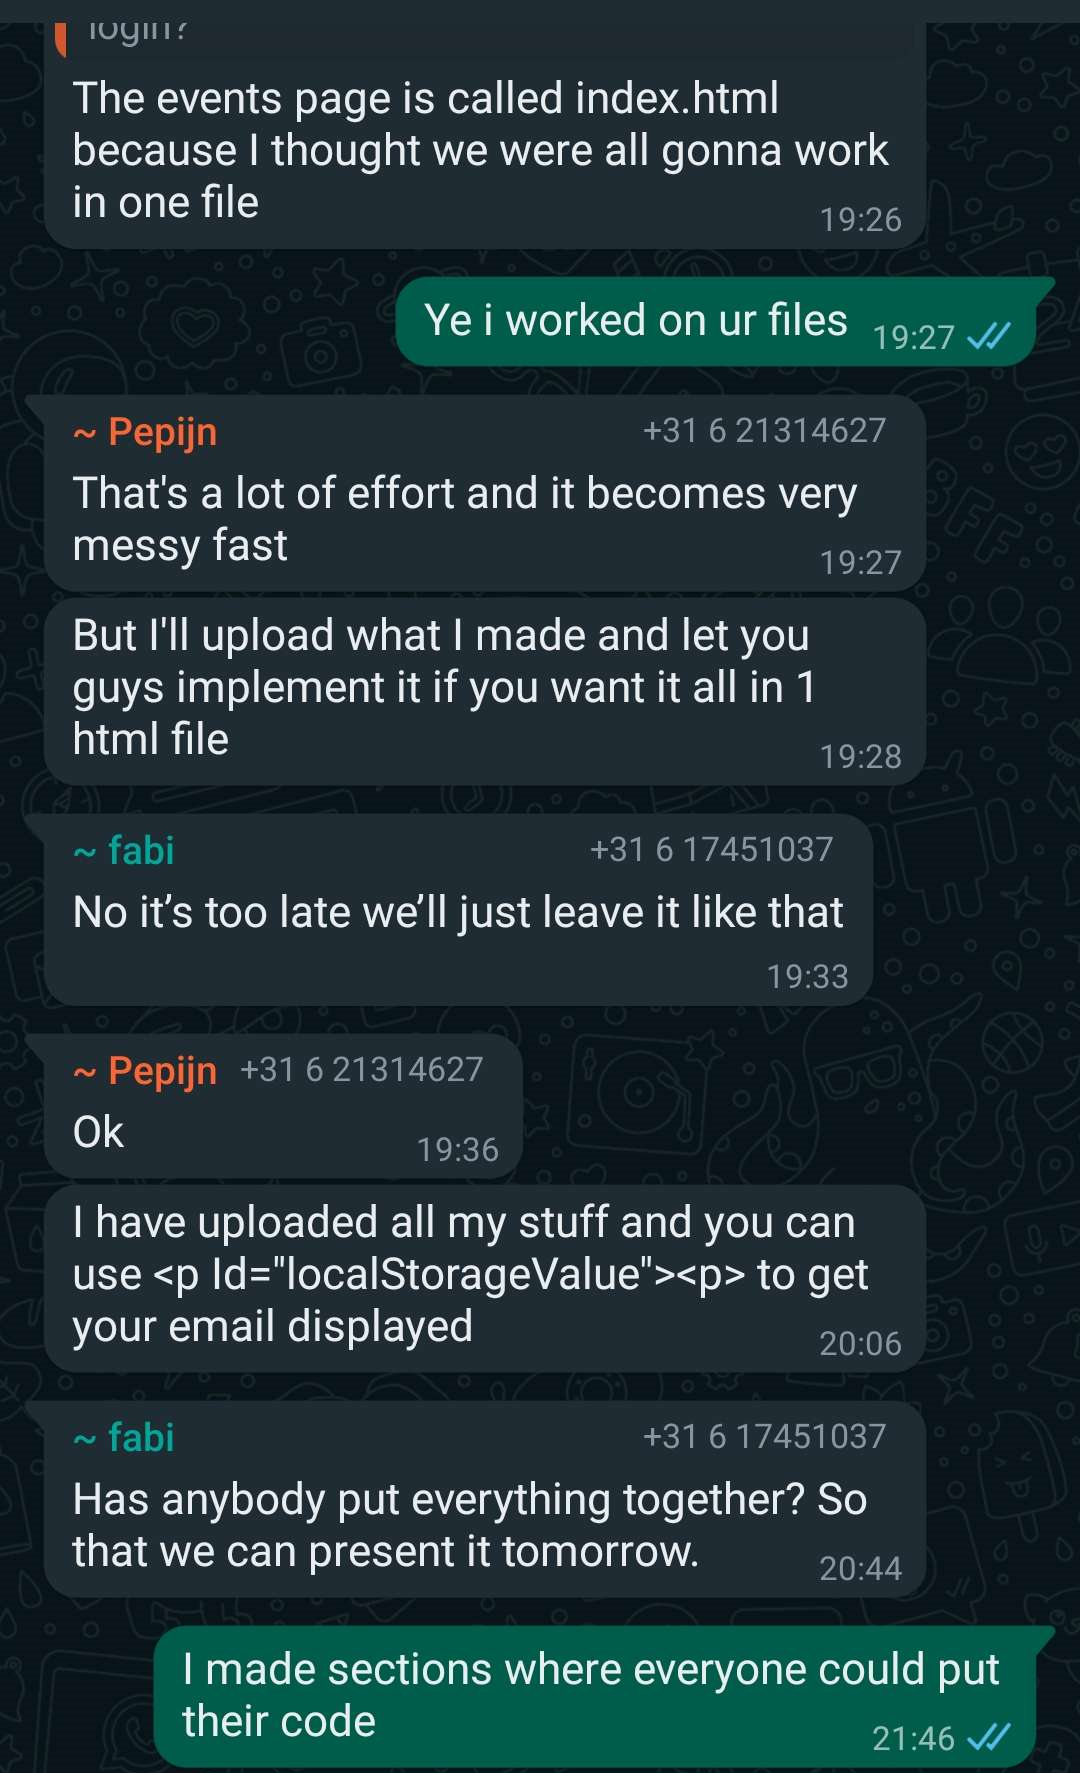 login?
The events page is called index.html
because I thought we were all gonna work
in one file
19:26
Ye i worked on ur files 19:27
~ Pepijn +31 6 21314627
That's a lot of effort and it becomes very
messy fast
19:27
But I'll upload what I made and let you
guys implement it if you want it all in 1
html file
19:28
~ fabi +31 6 17451037
No it’s too late we’ll just leave it like that
19:33
~ Pepijn +31 6 21314627
Ok
19:36
I have uploaded all my stuff and you can
use <p Id="localStorageValue"><p> to get
your email displayed
20:06
~ fabi +31 6 17451037
Has anybody put everything together? So
that we can present it tomorrow.
20:44
I made sections where everyone could put
their code
21:46